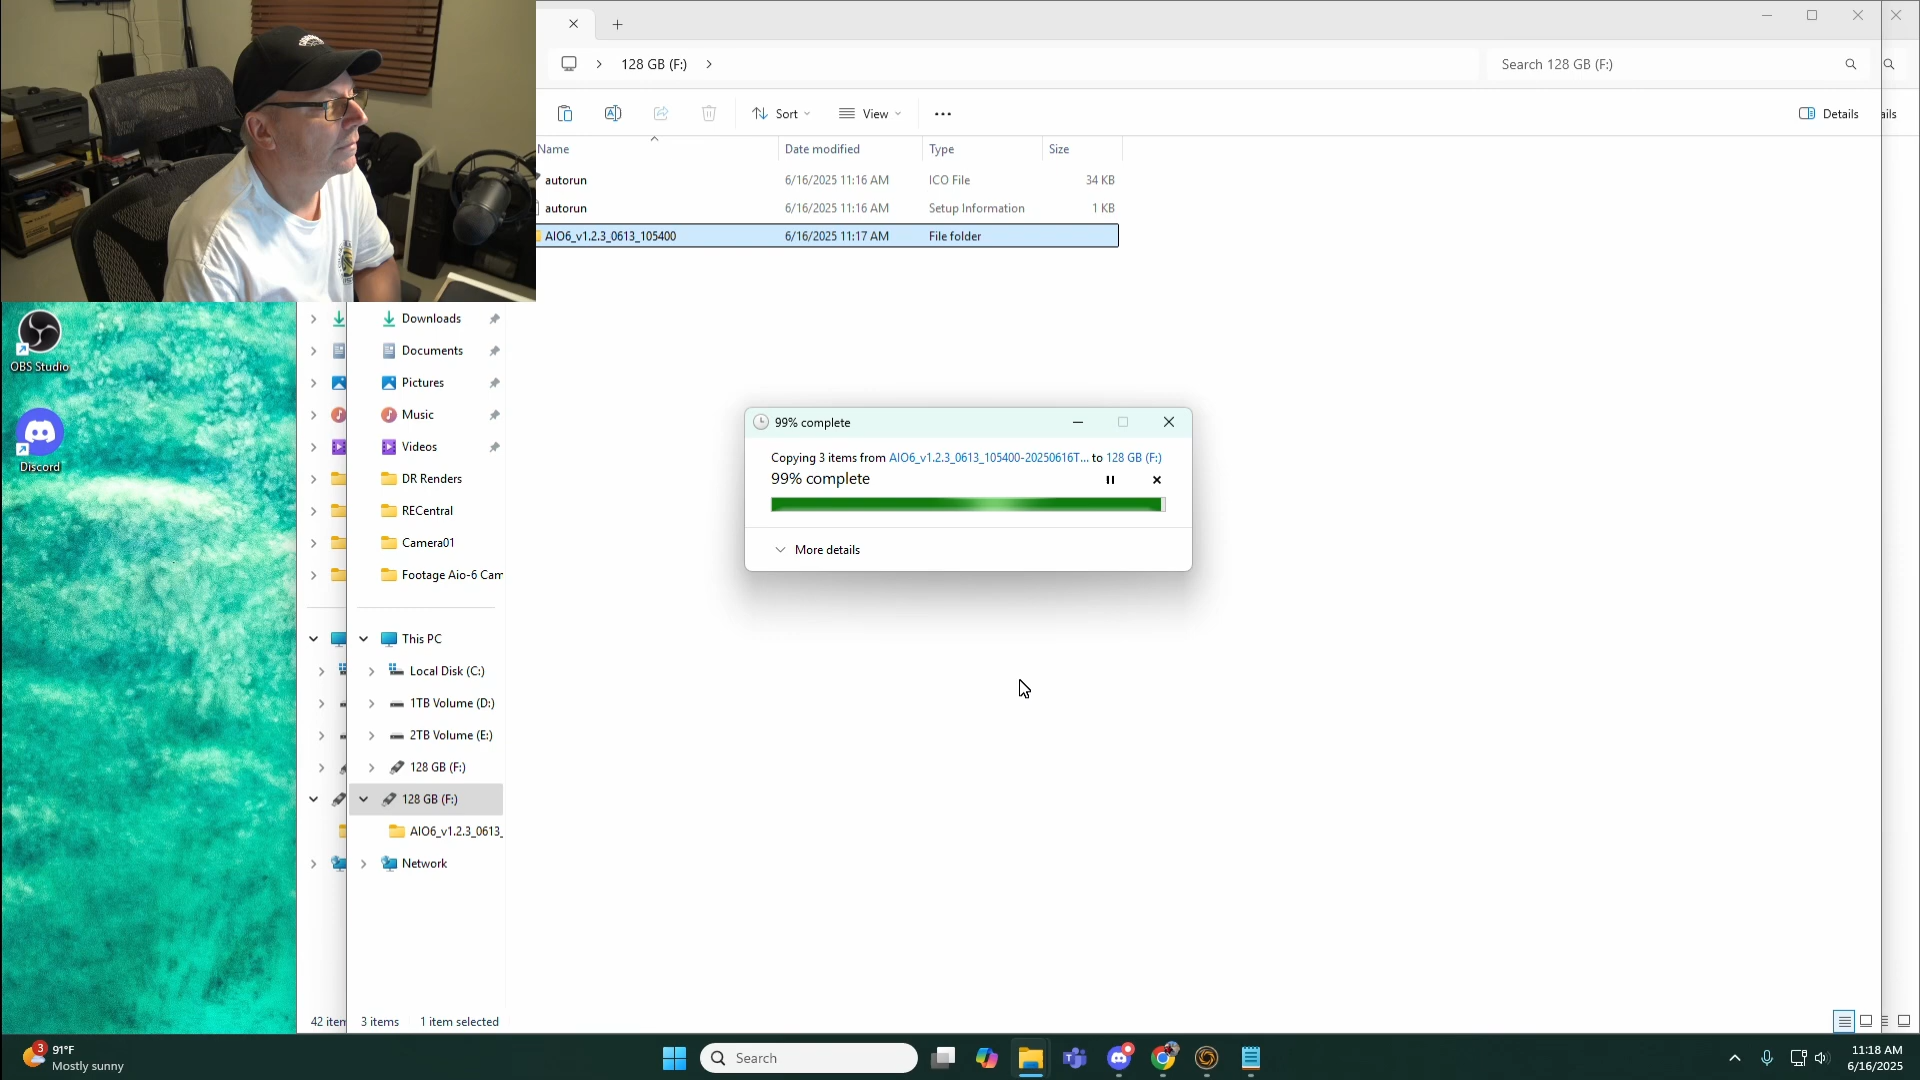 128 GB (F:)
Search 128 GB (F:)
Sort
View
Details
ails
Name
Date modified
Type
Size
autorun
6/16/2025 11:16 AM
ICO File
34 KB
autorun
6/16/2025 11:16 AM
Setup Information
1 KB
AIO6_v1.2.3_0613_105400
6/16/2025 11:17 AM
File folder
OBS Studio
Discord
Downloads
Documents
Pictures
Music
Videos
DR Renders
RECentral
Camera01
Footage Aio-6 Cam
This PC
Local Disk (C:)
1TB Volume (D:)
2TB Volume (E:)
128 GB (F:)
128 GB (F:)
AIO6_v1.2.3_0613_
Network
99% complete
Copying 3 items from AIO6_v1.2.3_0613_105400-20250616T... to 128 GB (F:)
99% complete
More details
42 item
3 items
1 item selected
3
91°F
Mostly sunny
Search
11:18 AM
6/16/2025